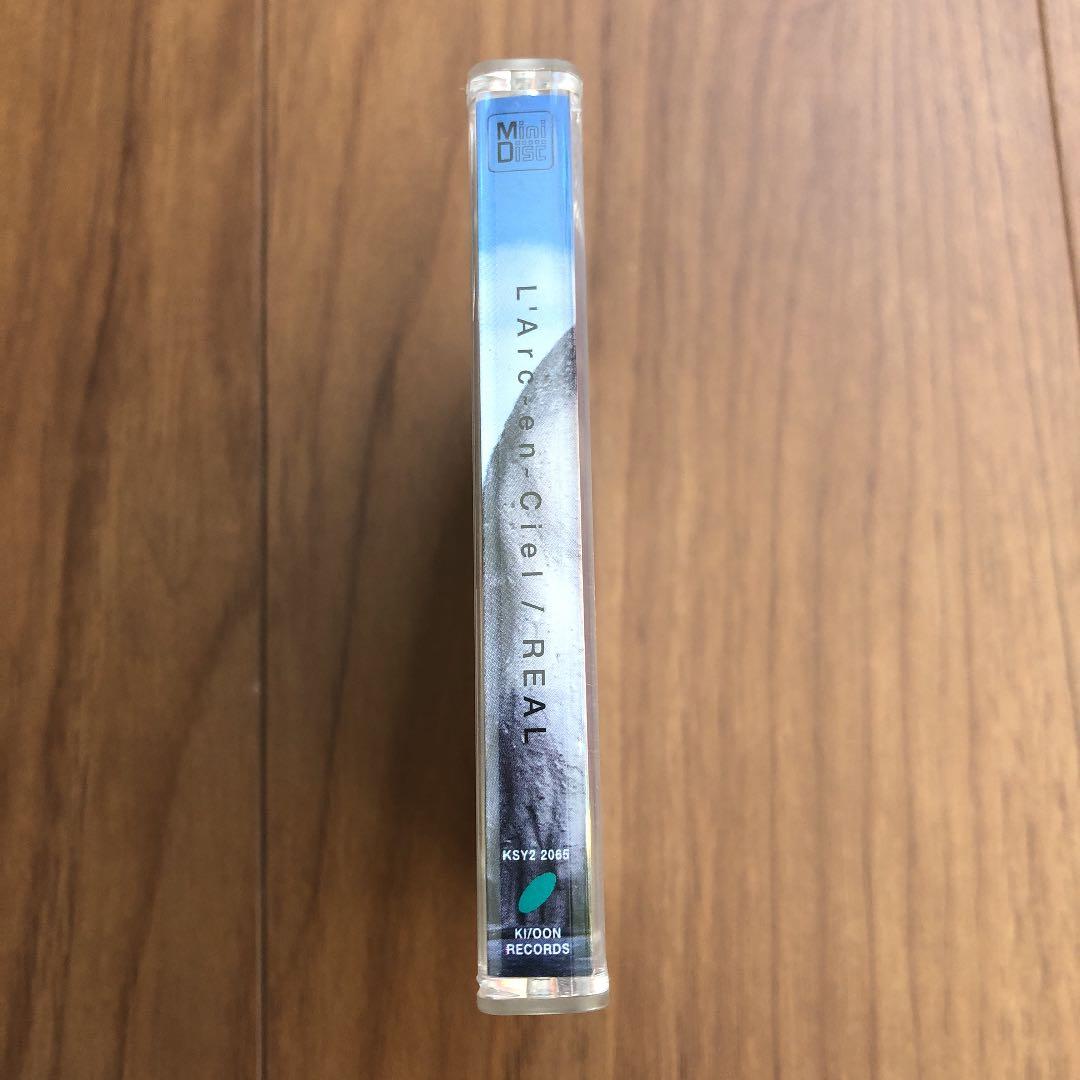 Mini
Disc
L'Arc-en-Ciel / REAL
KSY2 2065
KI/OON
RECORDS